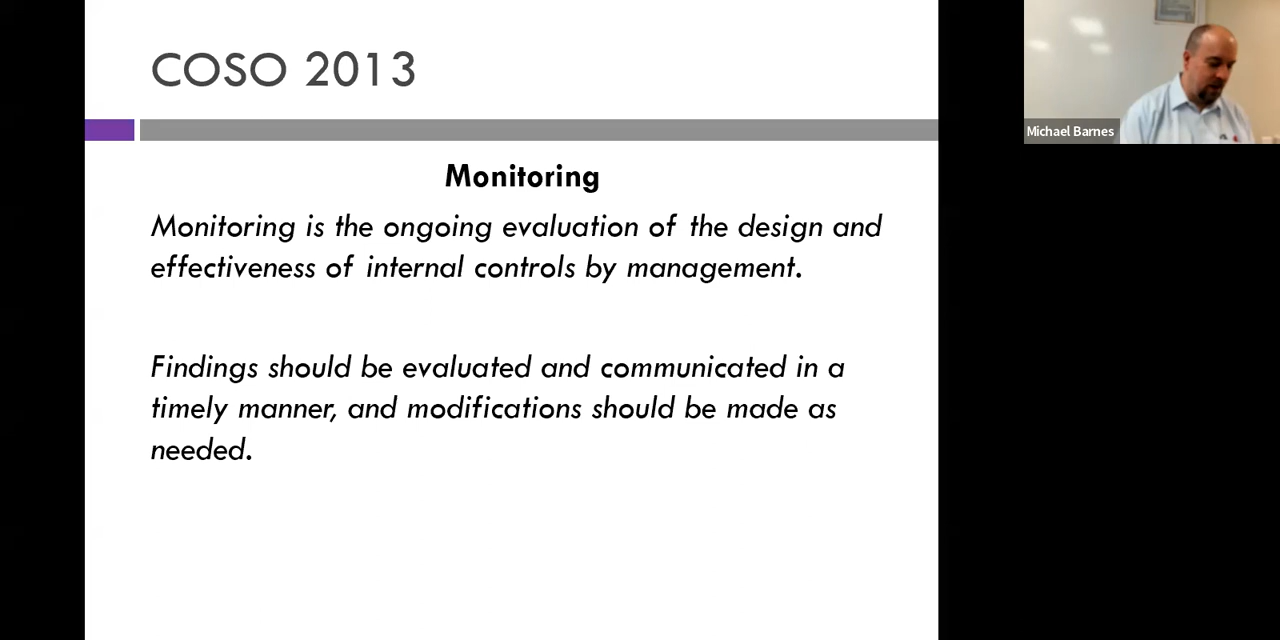 COSO 2013
Monitoring
Monitoring is the ongoing evaluation of the design and
effectiveness of internal controls by management.
Findings should be evaluated and communicated in a
timely manner, and modifications should be made as
needed.
Michael Barnes